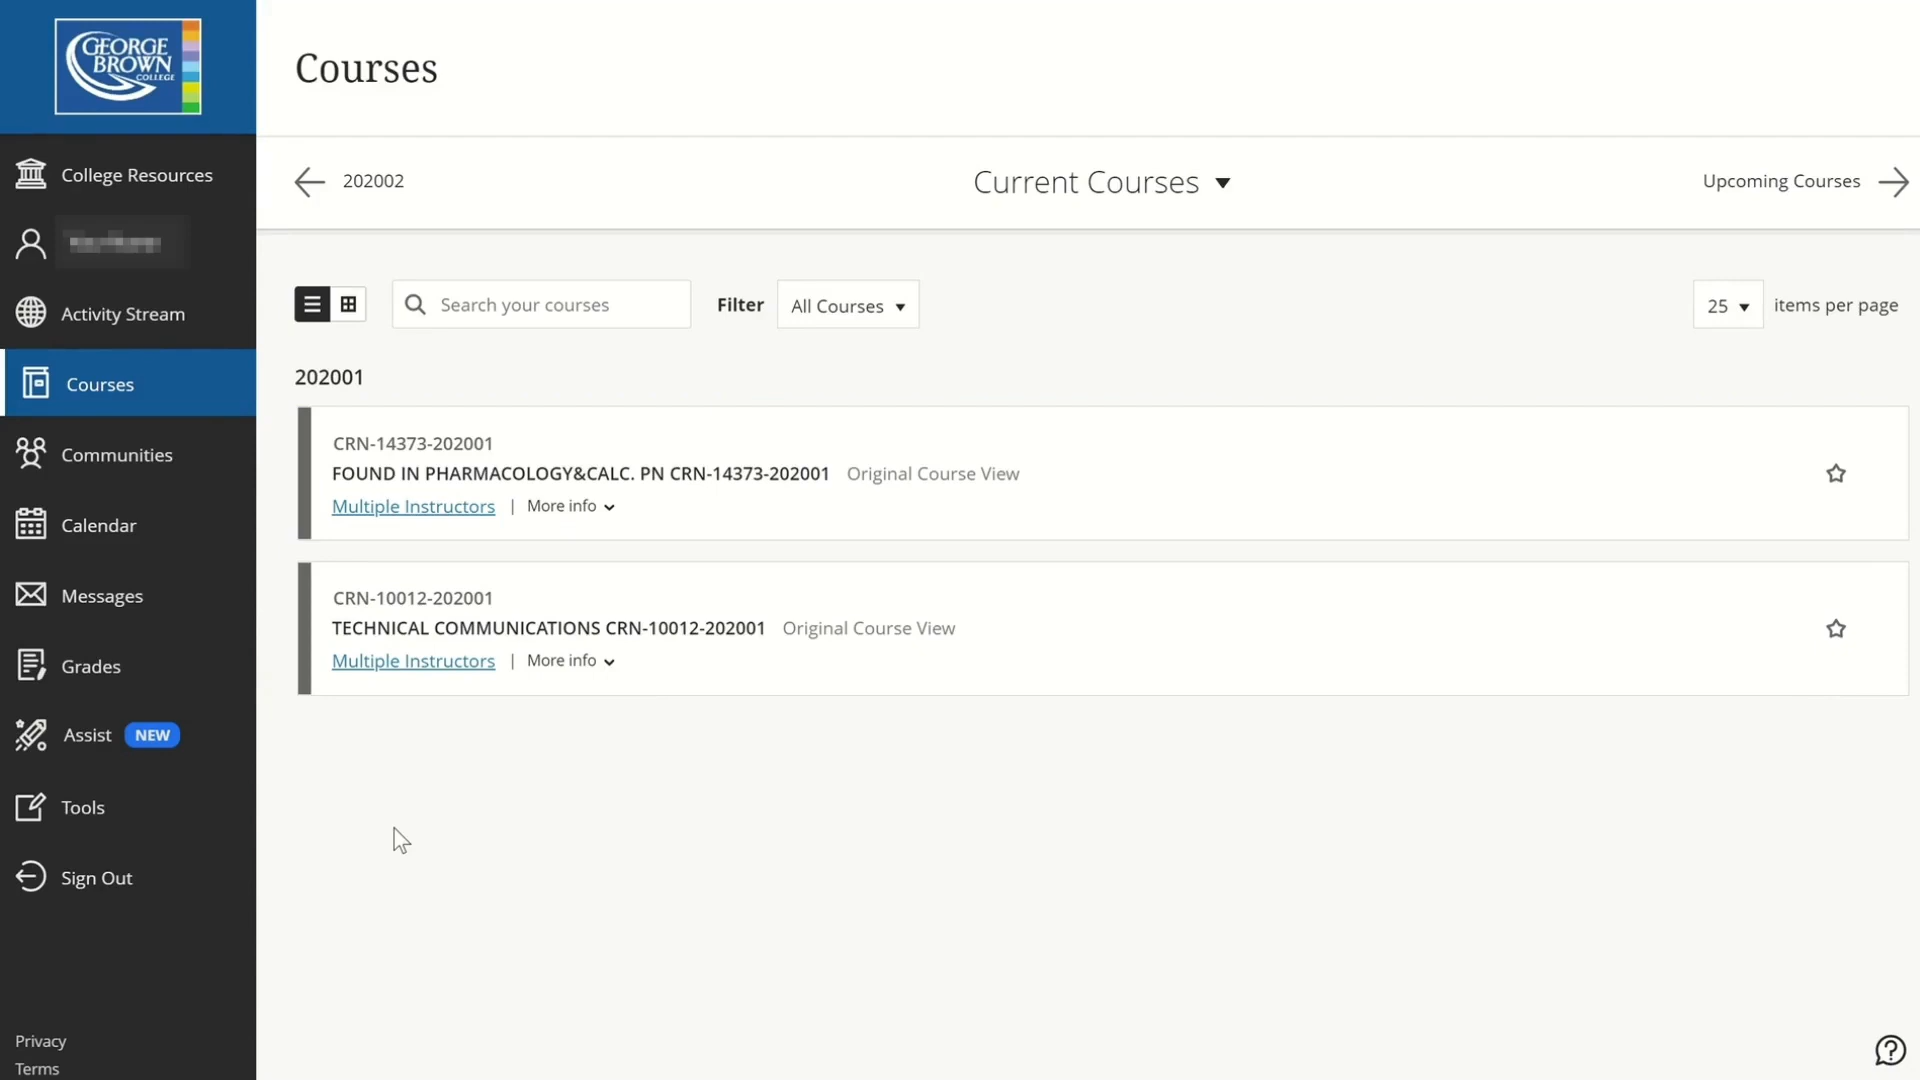 GEORGE
BROWN
COLLEGE
College Resources
Activity Stream
Courses
Communities
Calendar
Messages
Grades
Assist NEW
Tools
Sign Out
Privacy
Terms
Courses
202002
Current Courses
Upcoming Courses
Search your courses
Filter
All Courses
25 items per page
202001
CRN-14373-202001
FOUND IN PHARMACOLOGY&CALC. PN CRN-14373-202001 Original Course View
Multiple Instructors | More info
CRN-10012-202001
TECHNICAL COMMUNICATIONS CRN-10012-202001 Original Course View
Multiple Instructors | More info